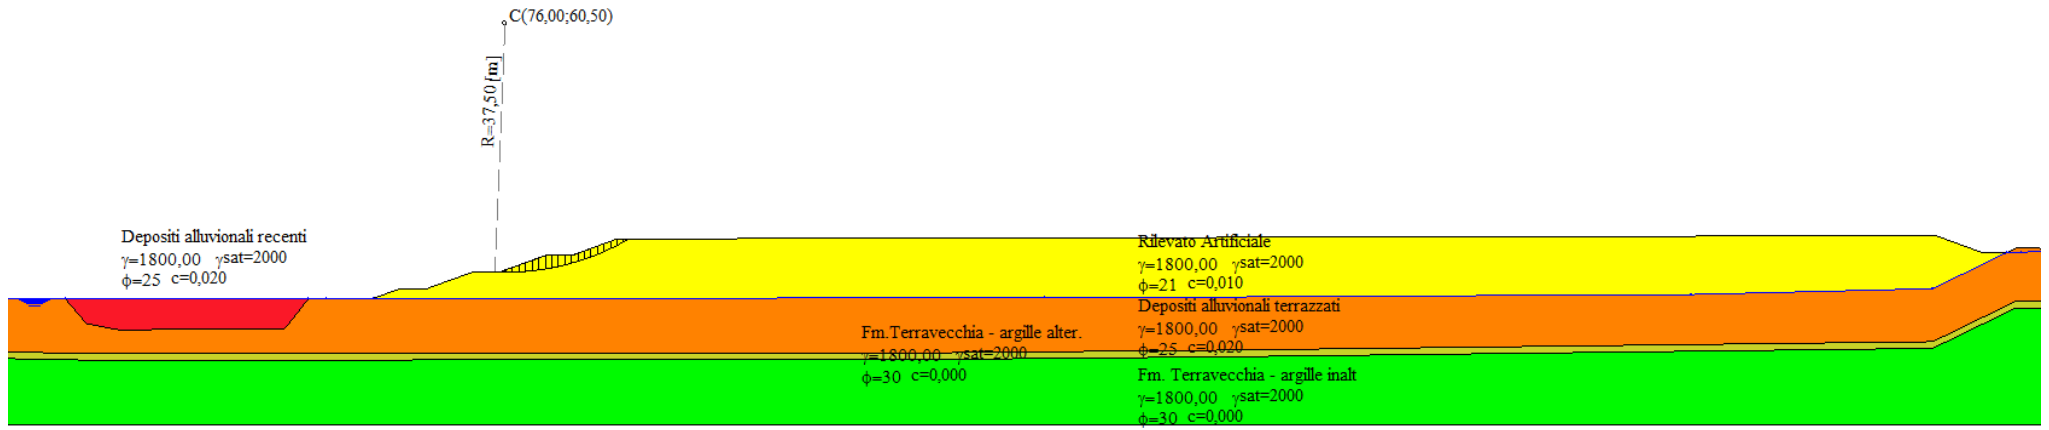 C(76,00;60,50)
R=37,50 [m]
Depositi alluvionali recenti
γ=1800,00 γsat=2000
ϕ=25 c=0,020
Rilevato Artificiale
γ=1800,00 γsat=2000
ϕ=21 c=0,010
Depositi alluvionali terrazzati
γ=1800,00 γsat=2000
ϕ=25 c=0,020
Fm.Terravecchia - argille alter.
γ=1800,00 γsat=2000
ϕ=30 c=0,000
Fm. Terravecchia - argille inalt
γ=1800,00 γsat=2000
ϕ=30 c=0,000